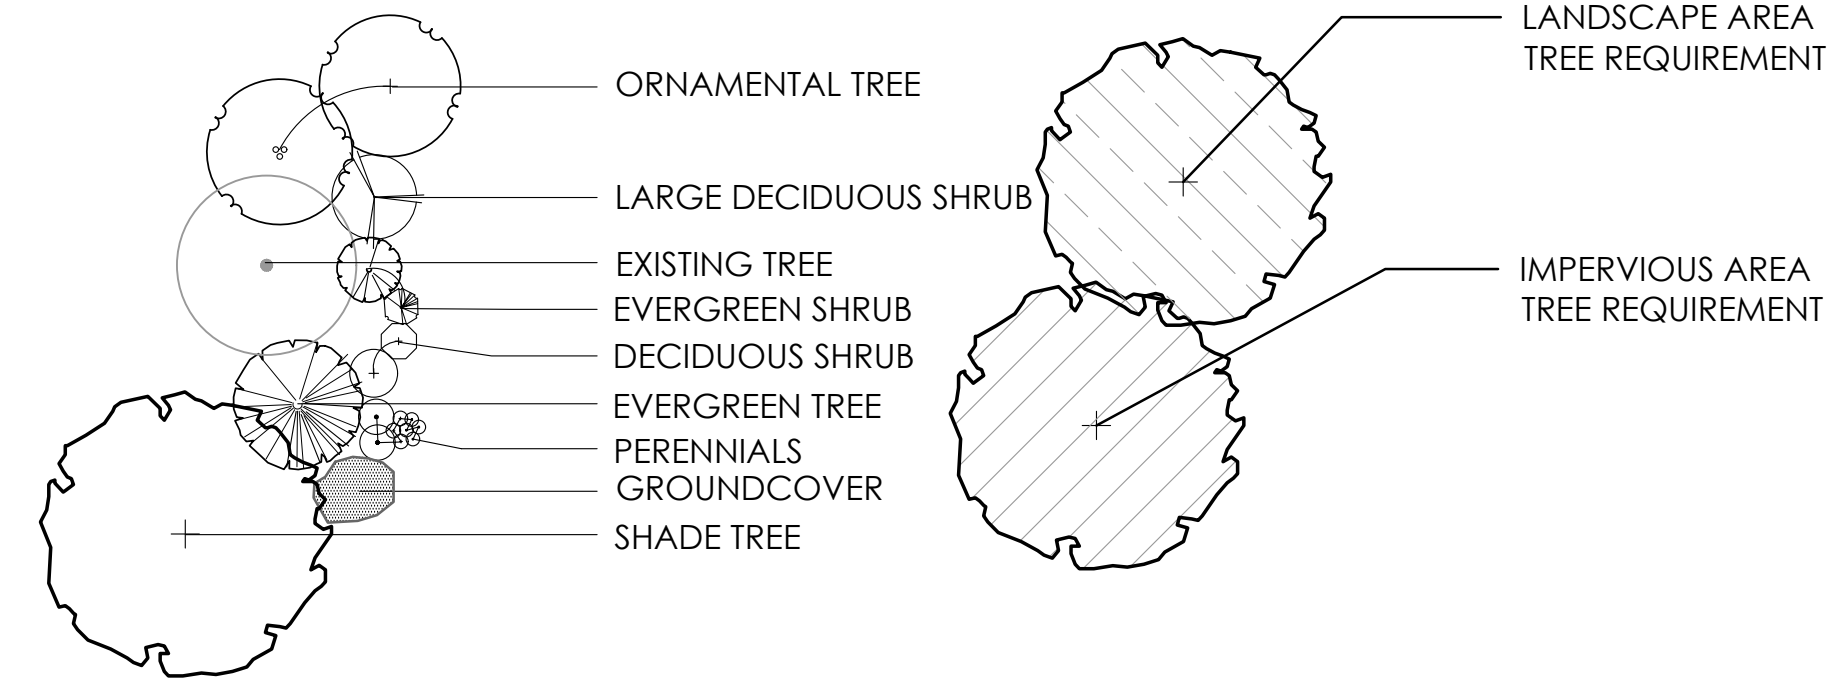 ORNAMENTAL TREE
LARGE DECIDUOUS SHRUB
EXISTING TREE
EVERGREEN SHRUB
DECIDUOUS SHRUB
EVERGREEN TREE
PERENNIALS
GROUNDCOVER
SHADE TREE
LANDSCAPE AREA
TREE REQUIREMENT
IMPERVIOUS AREA
TREE REQUIREMENT